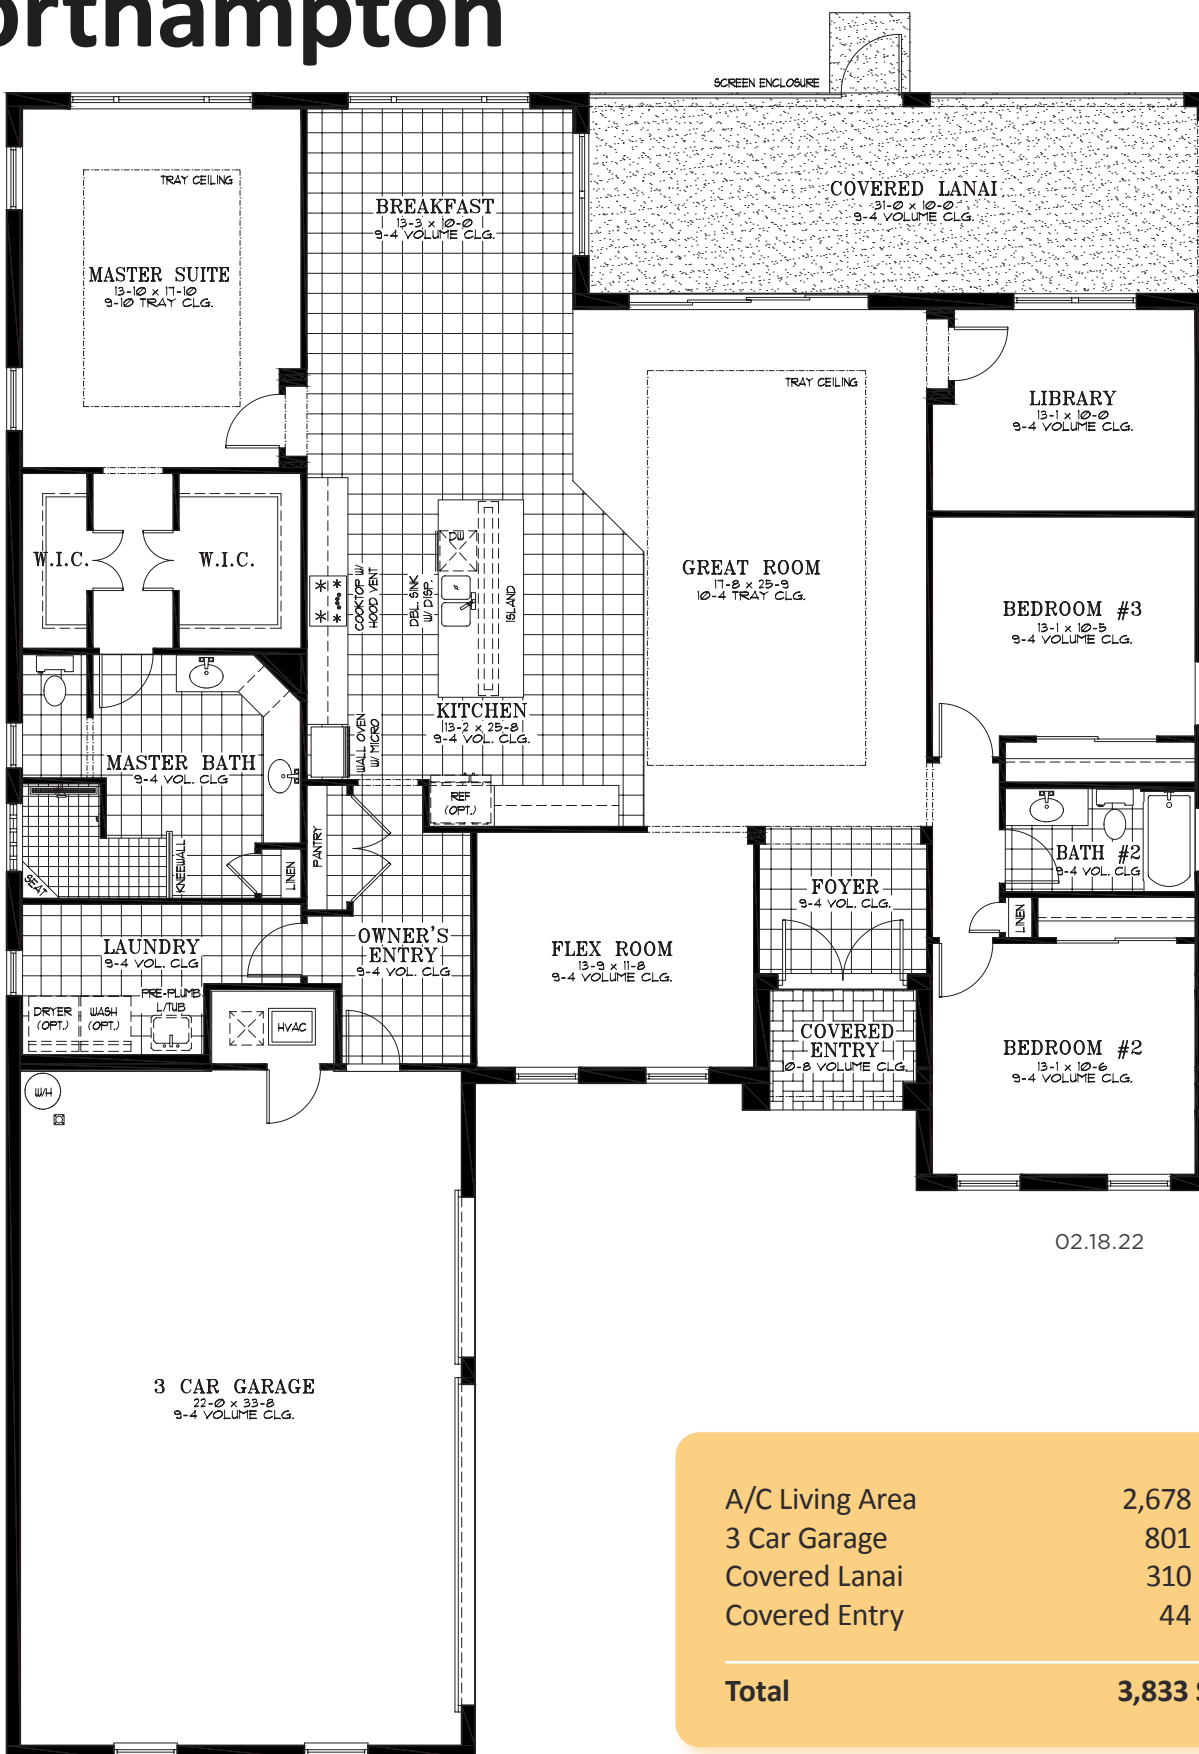 orthampton
SCREEN ENCLOSURE
TRAY CEILING
MASTER SUITE
13-10 x 17-10
9-10 TRAY CLG.
BREAKFAST
13-3 x 10-0
9-4 VOLUME CLG.
COVERED LANAI
31-0 x 10-0
9-4 VOLUME CLG.
TRAY CEILING
LIBRARY
13-1 x 10-0
9-4 VOLUME CLG.
W.I.C.
W.I.C.
COOKTOP W/
HOOD VENT
DBL. SINK
W/ DISP.
DW
ISLAND
GREAT ROOM
17-8 x 25-9
10-4 TRAY CLG.
BEDROOM #3
13-1 x 10-5
9-4 VOLUME CLG.
KITCHEN
13-2 x 25-8
9-4 VOL. CLG.
WALL OVEN
W/ MICRO
MASTER BATH
9-4 VOL. CLG
REF
(OPT.)
PANTRY
KNEEWALL
LINEN
SEAT
BATH #2
9-4 VOL. CLG
FOYER
9-4 VOL. CLG.
LINEN
LAUNDRY
9-4 VOL. CLG
OWNER'S
ENTRY
9-4 VOL. CLG
FLEX ROOM
13-9 x 11-8
9-4 VOLUME CLG.
PRE-PLUMB
L/TUB
DRYER
(OPT.)
WASH
(OPT.)
HVAC
COVERED
ENTRY
0-8 VOLUME CLG.
BEDROOM #2
13-1 x 10-6
9-4 VOLUME CLG.
W/H
02.18.22
3 CAR GARAGE
22-0 x 33-8
9-4 VOLUME CLG.
A/C Living Area 2,678
3 Car Garage 801
Covered Lanai 310
Covered Entry 44
Total 3,833 S